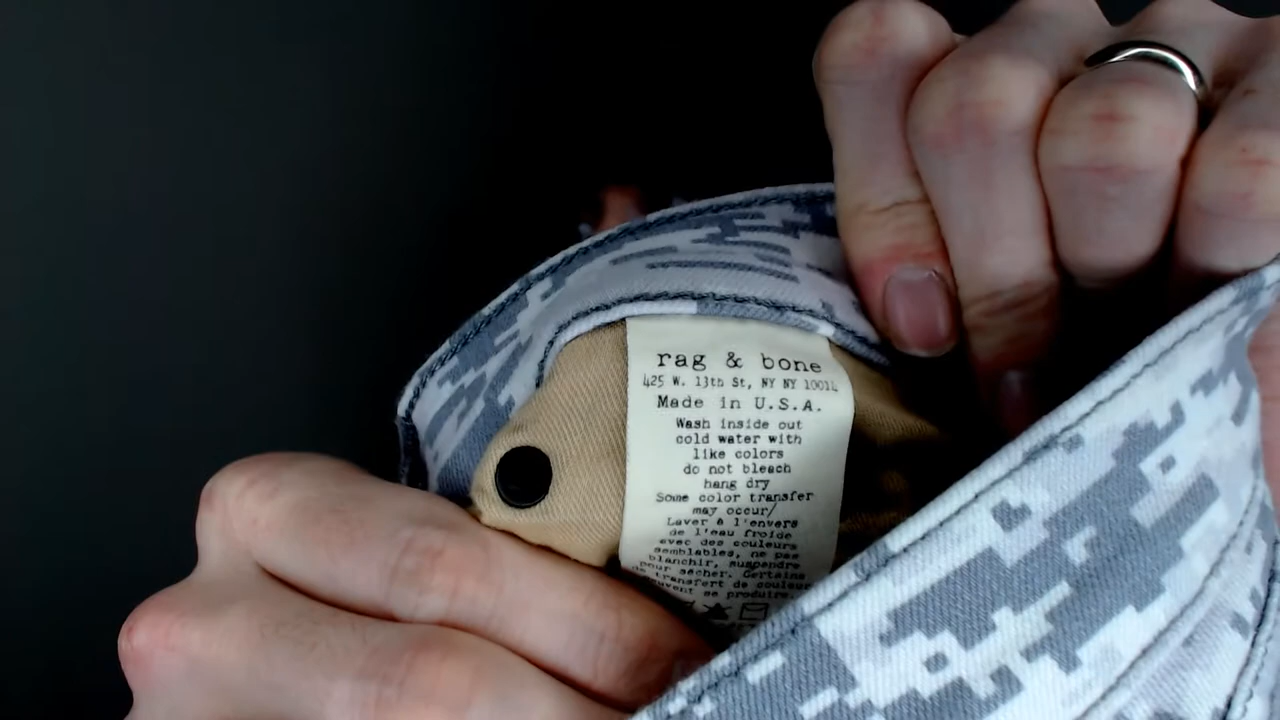 rag & bone
425 W. 13th St, NY NY 10014
Made in U.S.A.
Wash inside out
cold water with
like colors
do not bleach
hang dry
Some color transfer
may occur/
Laver à l'envers
de l'eau froide
avec des couleurs
semblables, ne pas
blanchir, suspendre
pour sécher. Certains
transfert de couleur
peuvent se produire.